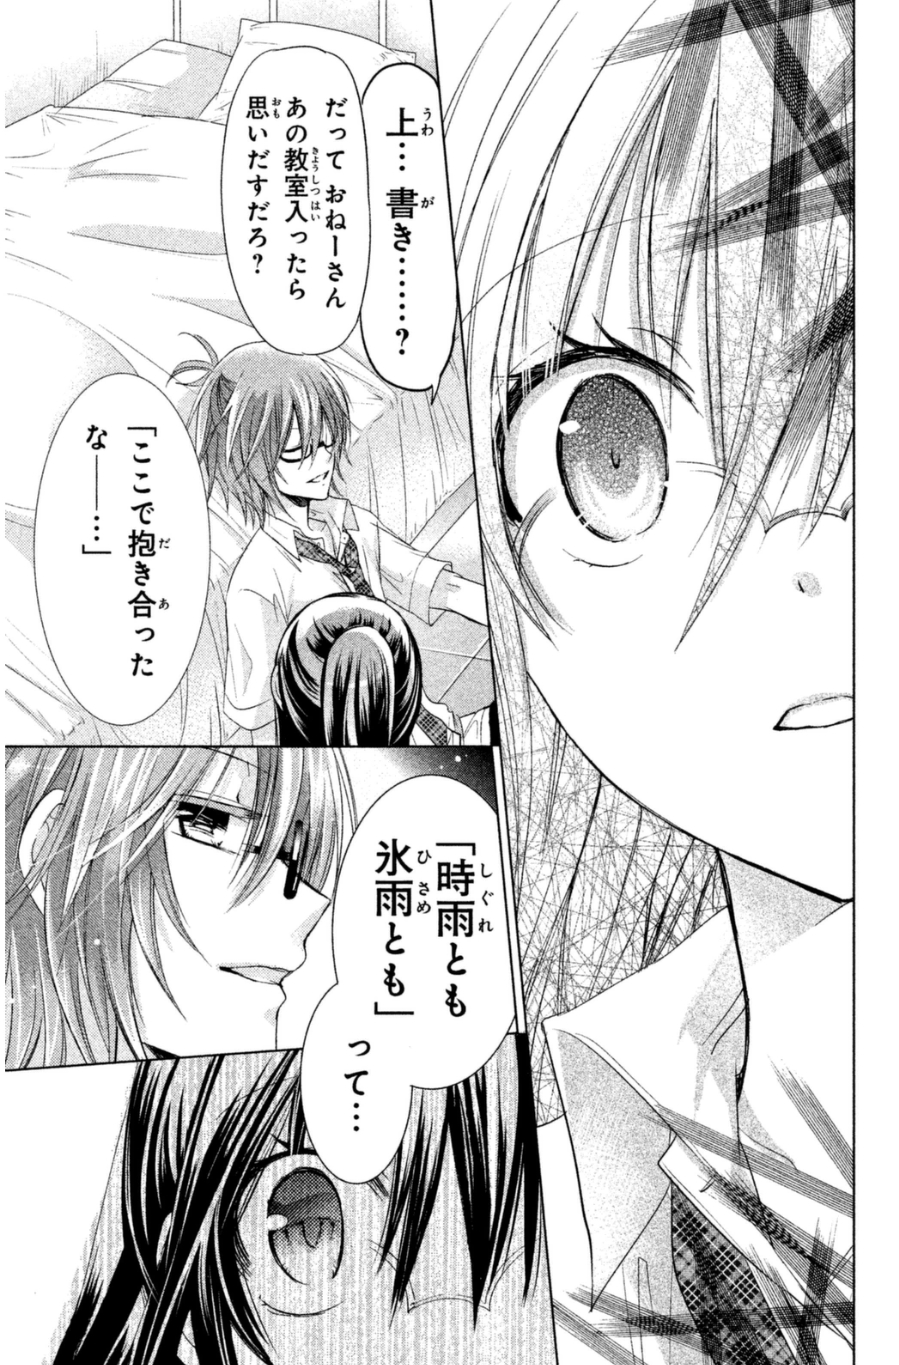 上…書き………?
だっておねーさん
あの教室入ったら
思いだすだろ?
「ここで抱き合った
な――…」
「時雨とも
氷雨とも」
って…